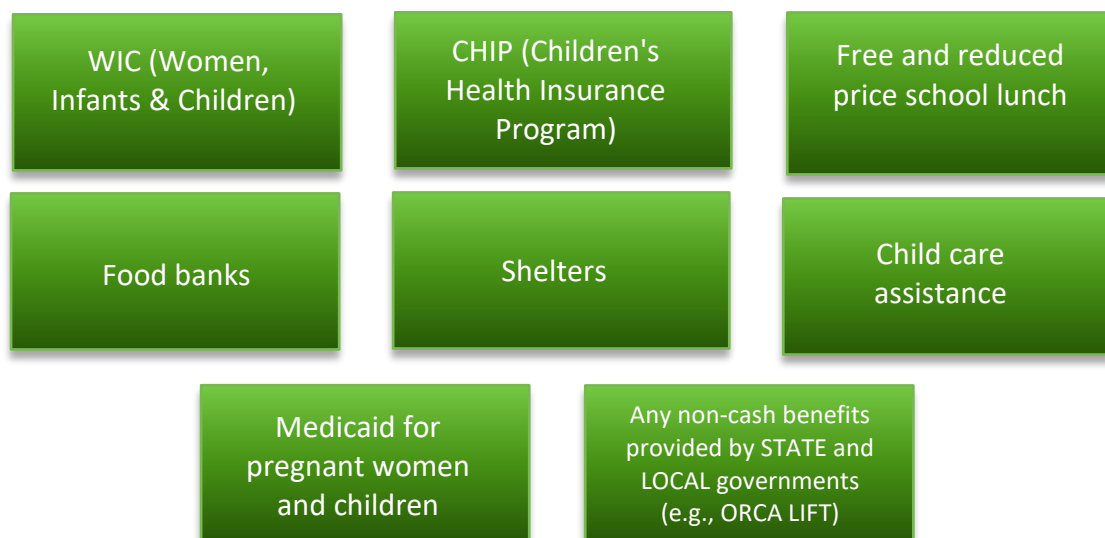 WIC (Women,
Infants & Children)
CHIP (Children's
Health Insurance
Program)
Free and reduced
price school lunch
Food banks
Shelters
Child care
assistance
Medicaid for
pregnant women
and children
Any non-cash benefits
provided by STATE and
LOCAL governments
(e.g., ORCA LIFT)